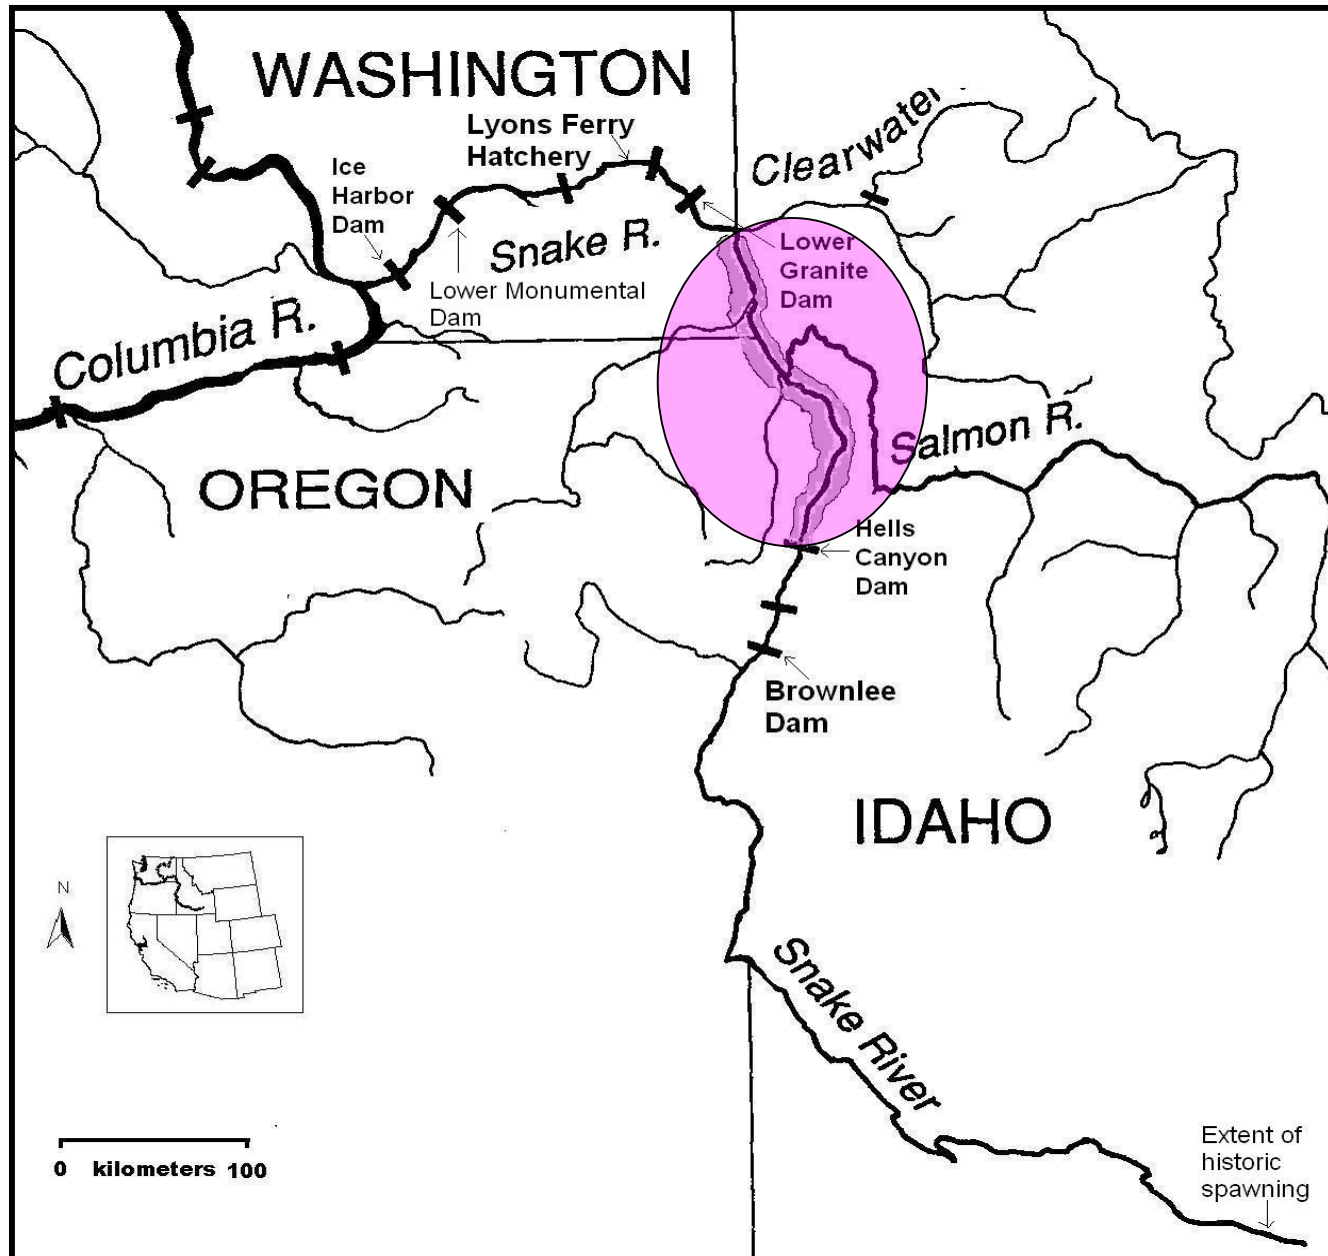 WASHINGTON
Lyons Ferry
Hatchery
Ice
Harbor
Dam
Clearwater
Snake R.
Lower
Granite
Dam
Lower Monumental
Dam
Columbia R.
Salmon R.
OREGON
Hells
Canyon
Dam
Brownlee
Dam
IDAHO
N
Snake River
Extent of
historic
spawning
0 kilometers 100